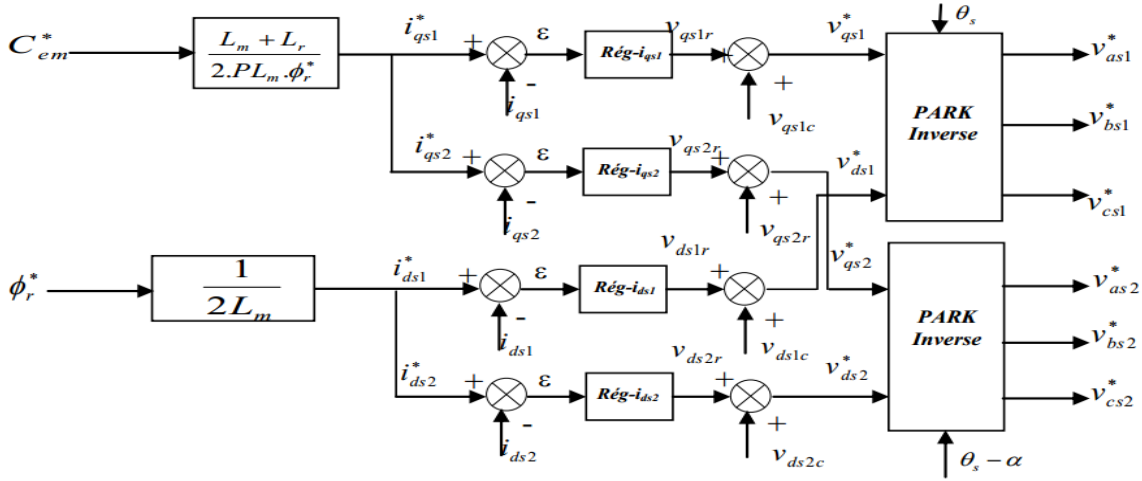 C*em
Lm + Lr
2.PLm.ϕ*r
i*qs1
+
-
iqs1
ε
Rég-iqs1
vqs1r
+
+
vqs1c
v*qs1
θs
PARK
Inverse
v*as1
v*bs1
v*cs1
i*qs2
+
-
iqs2
ε
Rég-iqs2
vqs2r
+
+
vqs2r
v*ds1
v*qs2
ϕ*r
1
2Lm
i*ds1
+
-
ids1
ε
Rég-ids1
vds1r
+
+
vds1c
PARK
Inverse
v*as2
v*bs2
v*cs2
i*ds2
+
-
ids2
ε
Rég-ids2
vds2r
+
+
vds2c
v*ds2
θs − α